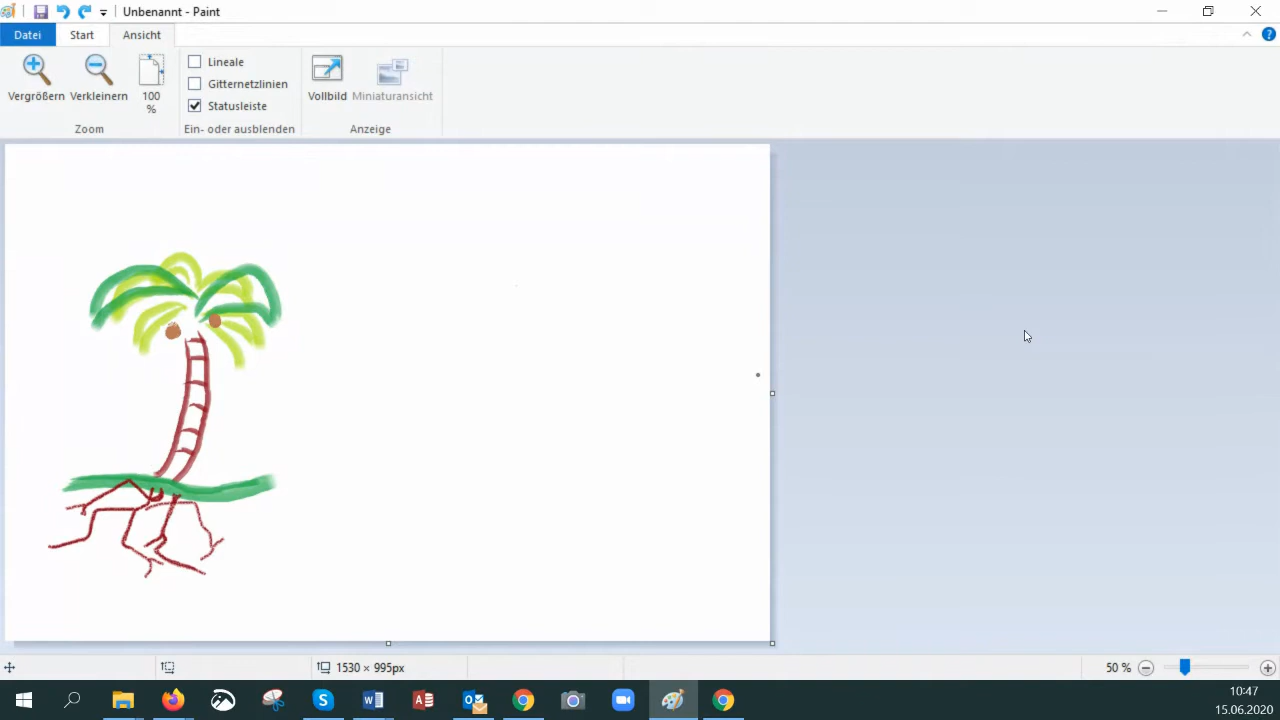 Unbenannt - Paint
Datei Start Ansicht
Vergrößern Verkleinern 100 %
Lineale
Gitternetzlinien
Statusleiste
Vollbild Miniaturansicht
Zoom Ein- oder ausblenden Anzeige
1530 × 995px 50 %
10:47
15.06.2020